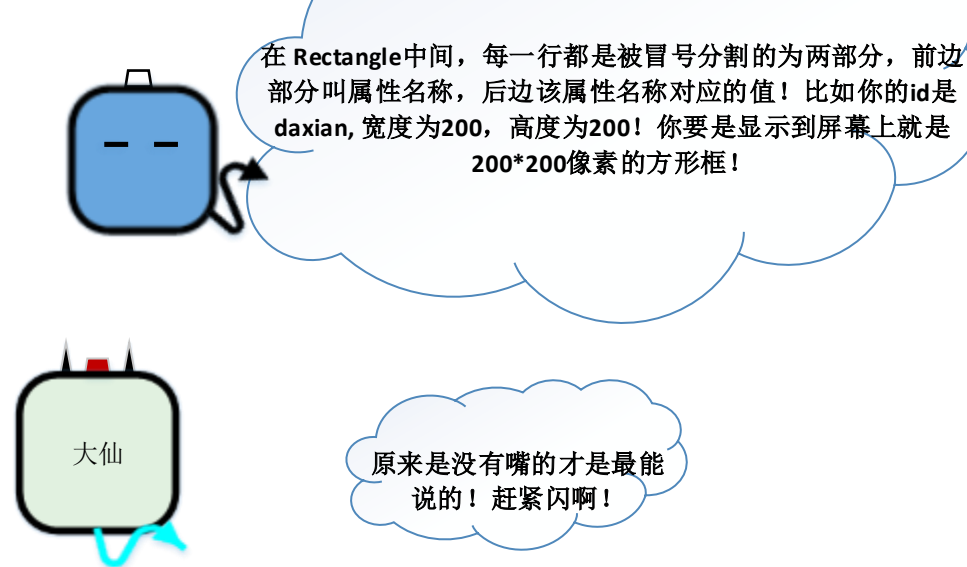 在 Rectangle中间，每一行都是被冒号分割的为两部分，前边
部分叫属性名称，后边该属性名称对应的值！比如你的id是
daxian, 宽度为200，高度为200！你要是显示到屏幕上就是
200*200像素的方形框！
大仙
原来是没有嘴的才是最能
说的！赶紧闪啊！